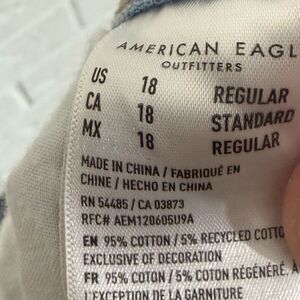 AMERICAN EAGL
OUTFITTERS
US 18 REGULAR
CA 18 STANDARD
MX 18 REGULAR
MADE IN CHINA / FABRIQUÉ EN
CHINE / HECHO EN CHINA
RN 54485 / CA 03873
RFC# AEM120605U9A
EN 95% COTTON / 5% RECYCLED COTTO
EXCLUSIVE OF DECORATION
FR 95% COTON / 5% COTON RÉGÉNÉRÉ, À
L'EXCEPTION DE LA GARNITURE